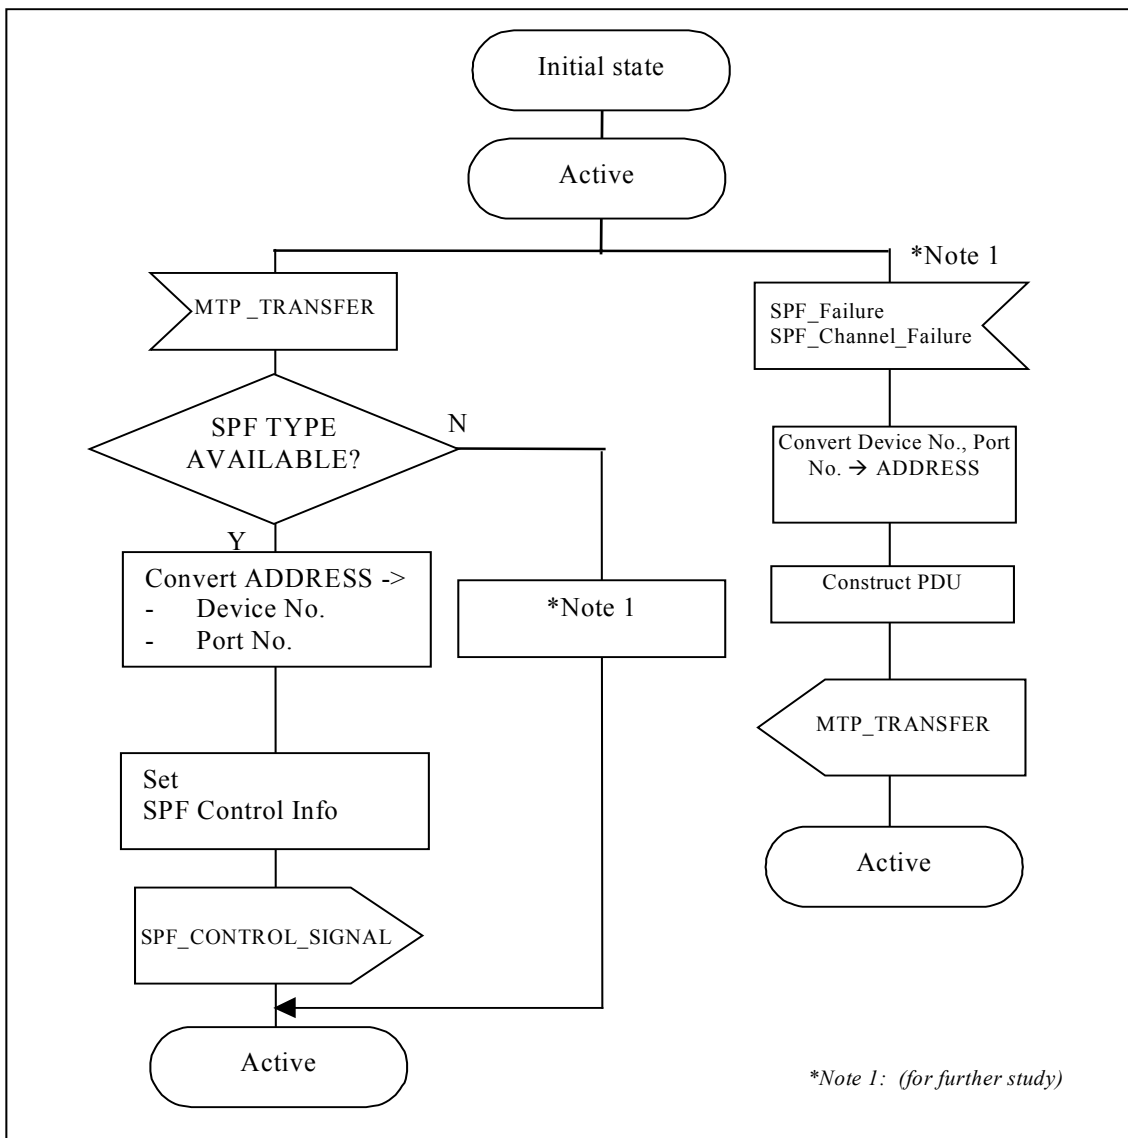 Initial state
Active
*Note 1
MTP _TRANSFER
SPF_Failure
SPF_Channel_Failure
SPF TYPE
AVAILABLE?
N
Y
Convert Device No., Port
No. → ADDRESS
Convert ADDRESS ->
- Device No.
- Port No.
*Note 1
Construct PDU
MTP_TRANSFER
Set
SPF Control Info
Active
SPF_CONTROL_SIGNAL
Active
*Note 1: (for further study)